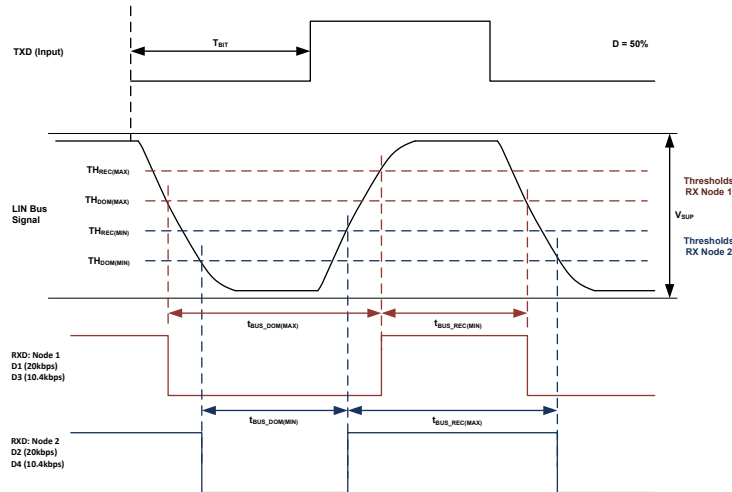 TXD (Input)
TBIT
D = 50%
THREC(MAX)
THDOM(MAX)
LIN Bus
Signal
THREC(MIN)
THDOM(MIN)
Thresholds
RX Node 1
VSUP
Thresholds
RX Node 2
tBUS_DOM(MAX)
tBUS_REC(MIN)
RXD: Node 1
D1 (20kbps)
D3 (10.4kbps)
tBUS_DOM(MIN)
tBUS_REC(MAX)
RXD: Node 2
D2 (20kbps)
D4 (10.4kbps)